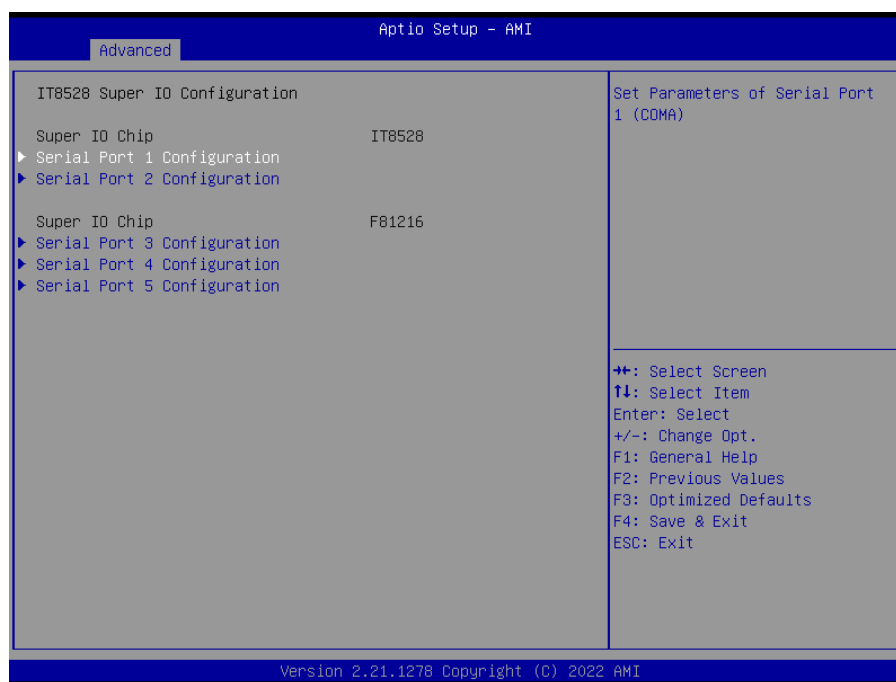 Aptio Setup – AMI
Advanced
IT8528 Super IO Configuration
Super IO Chip IT8528
▶ Serial Port 1 Configuration
▶ Serial Port 2 Configuration
Super IO Chip F81216
▶ Serial Port 3 Configuration
▶ Serial Port 4 Configuration
▶ Serial Port 5 Configuration
Set Parameters of Serial Port
1 (COMA)
→←: Select Screen
↑↓: Select Item
Enter: Select
+/-: Change Opt.
F1: General Help
F2: Previous Values
F3: Optimized Defaults
F4: Save & Exit
ESC: Exit
Version 2.21.1278 Copyright (C) 2022 AMI